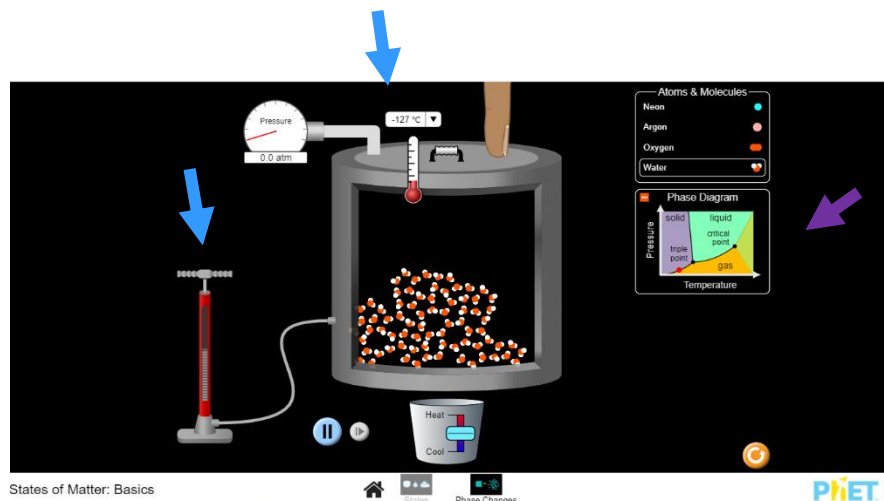 Pressure
0.0 atm
-127 °C
Atoms & Molecules
Neon
Argon
Oxygen
Water
Phase Diagram
solid
liquid
critical
point
triple
point
gas
Pressure
Temperature
Heat
Cool
States of Matter: Basics
States
Phase Changes
PhET